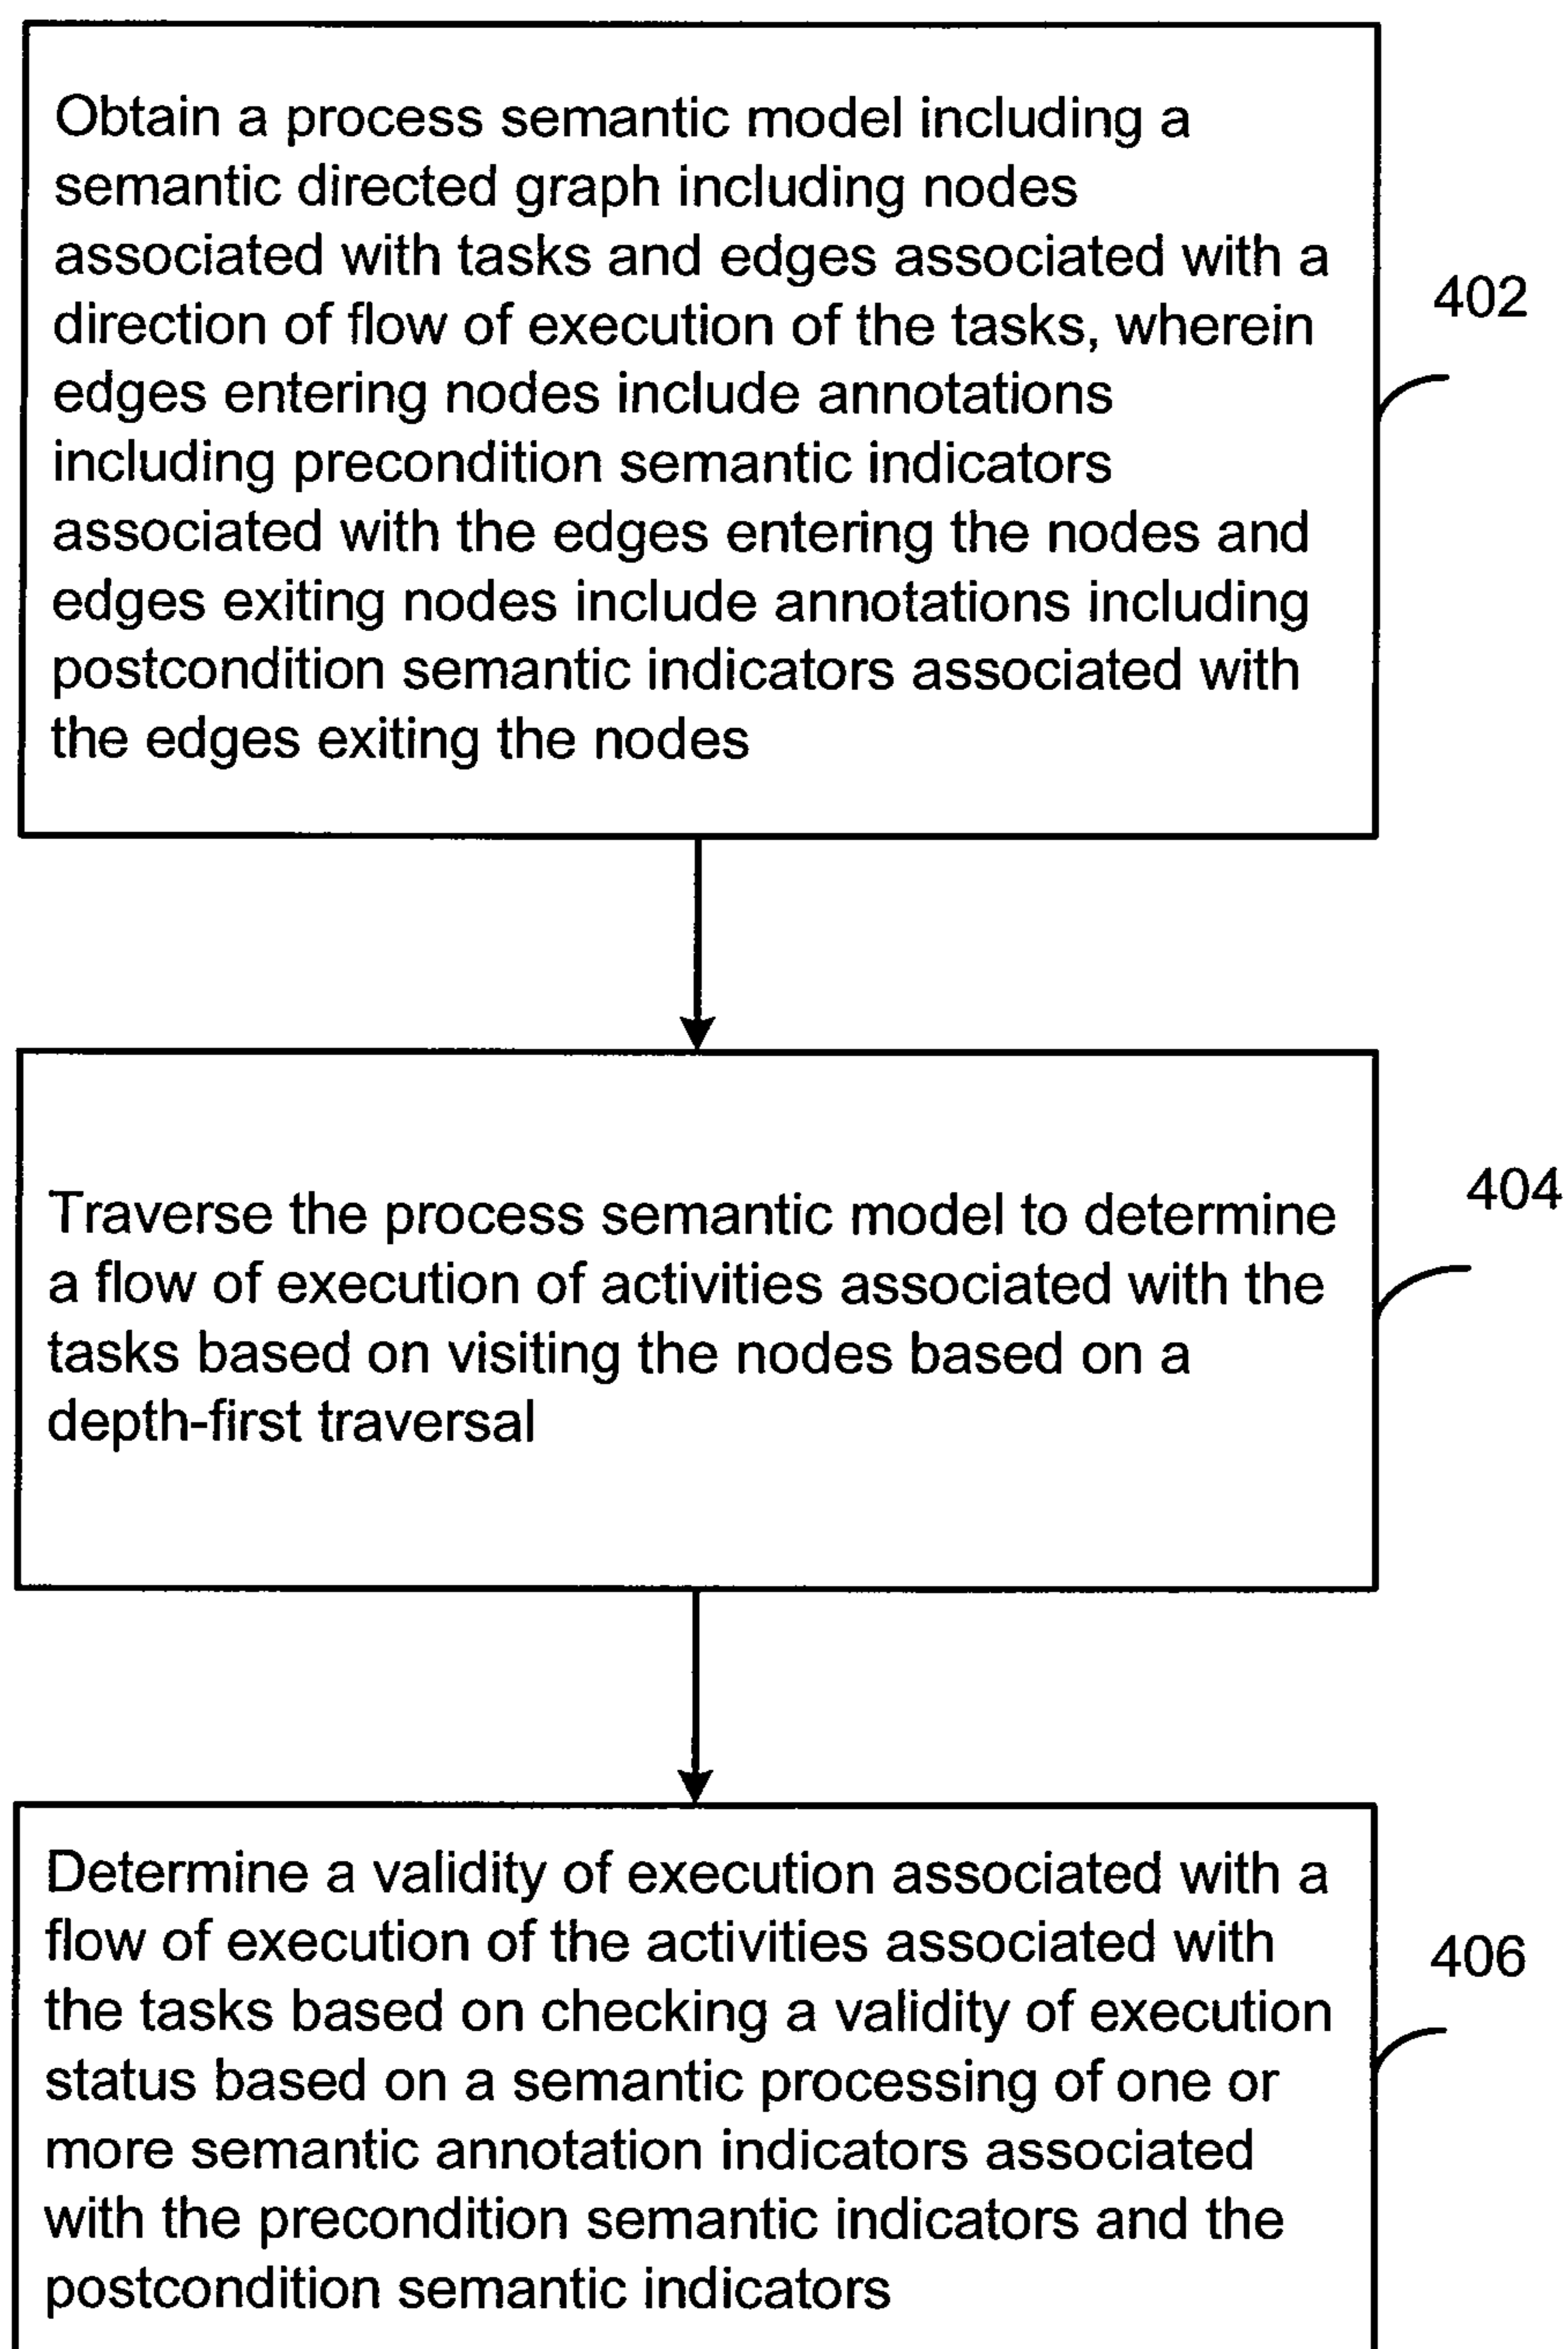 Obtain a process semantic model including a
semantic directed graph including nodes
associated with tasks and edges associated with a
direction of flow of execution of the tasks, wherein
edges entering nodes include annotations
including precondition semantic indicators
associated with the edges entering the nodes and
edges exiting nodes include annotations including
postcondition semantic indicators associated with
the edges exiting the nodes
402
Traverse the process semantic model to determine
a flow of execution of activities associated with the
tasks based on visiting the nodes based on a
depth-first traversal
404
Determine a validity of execution associated with a
flow of execution of the activities associated with
the tasks based on checking a validity of execution
status based on a semantic processing of one or
more semantic annotation indicators associated
with the precondition semantic indicators and the
postcondition semantic indicators
406